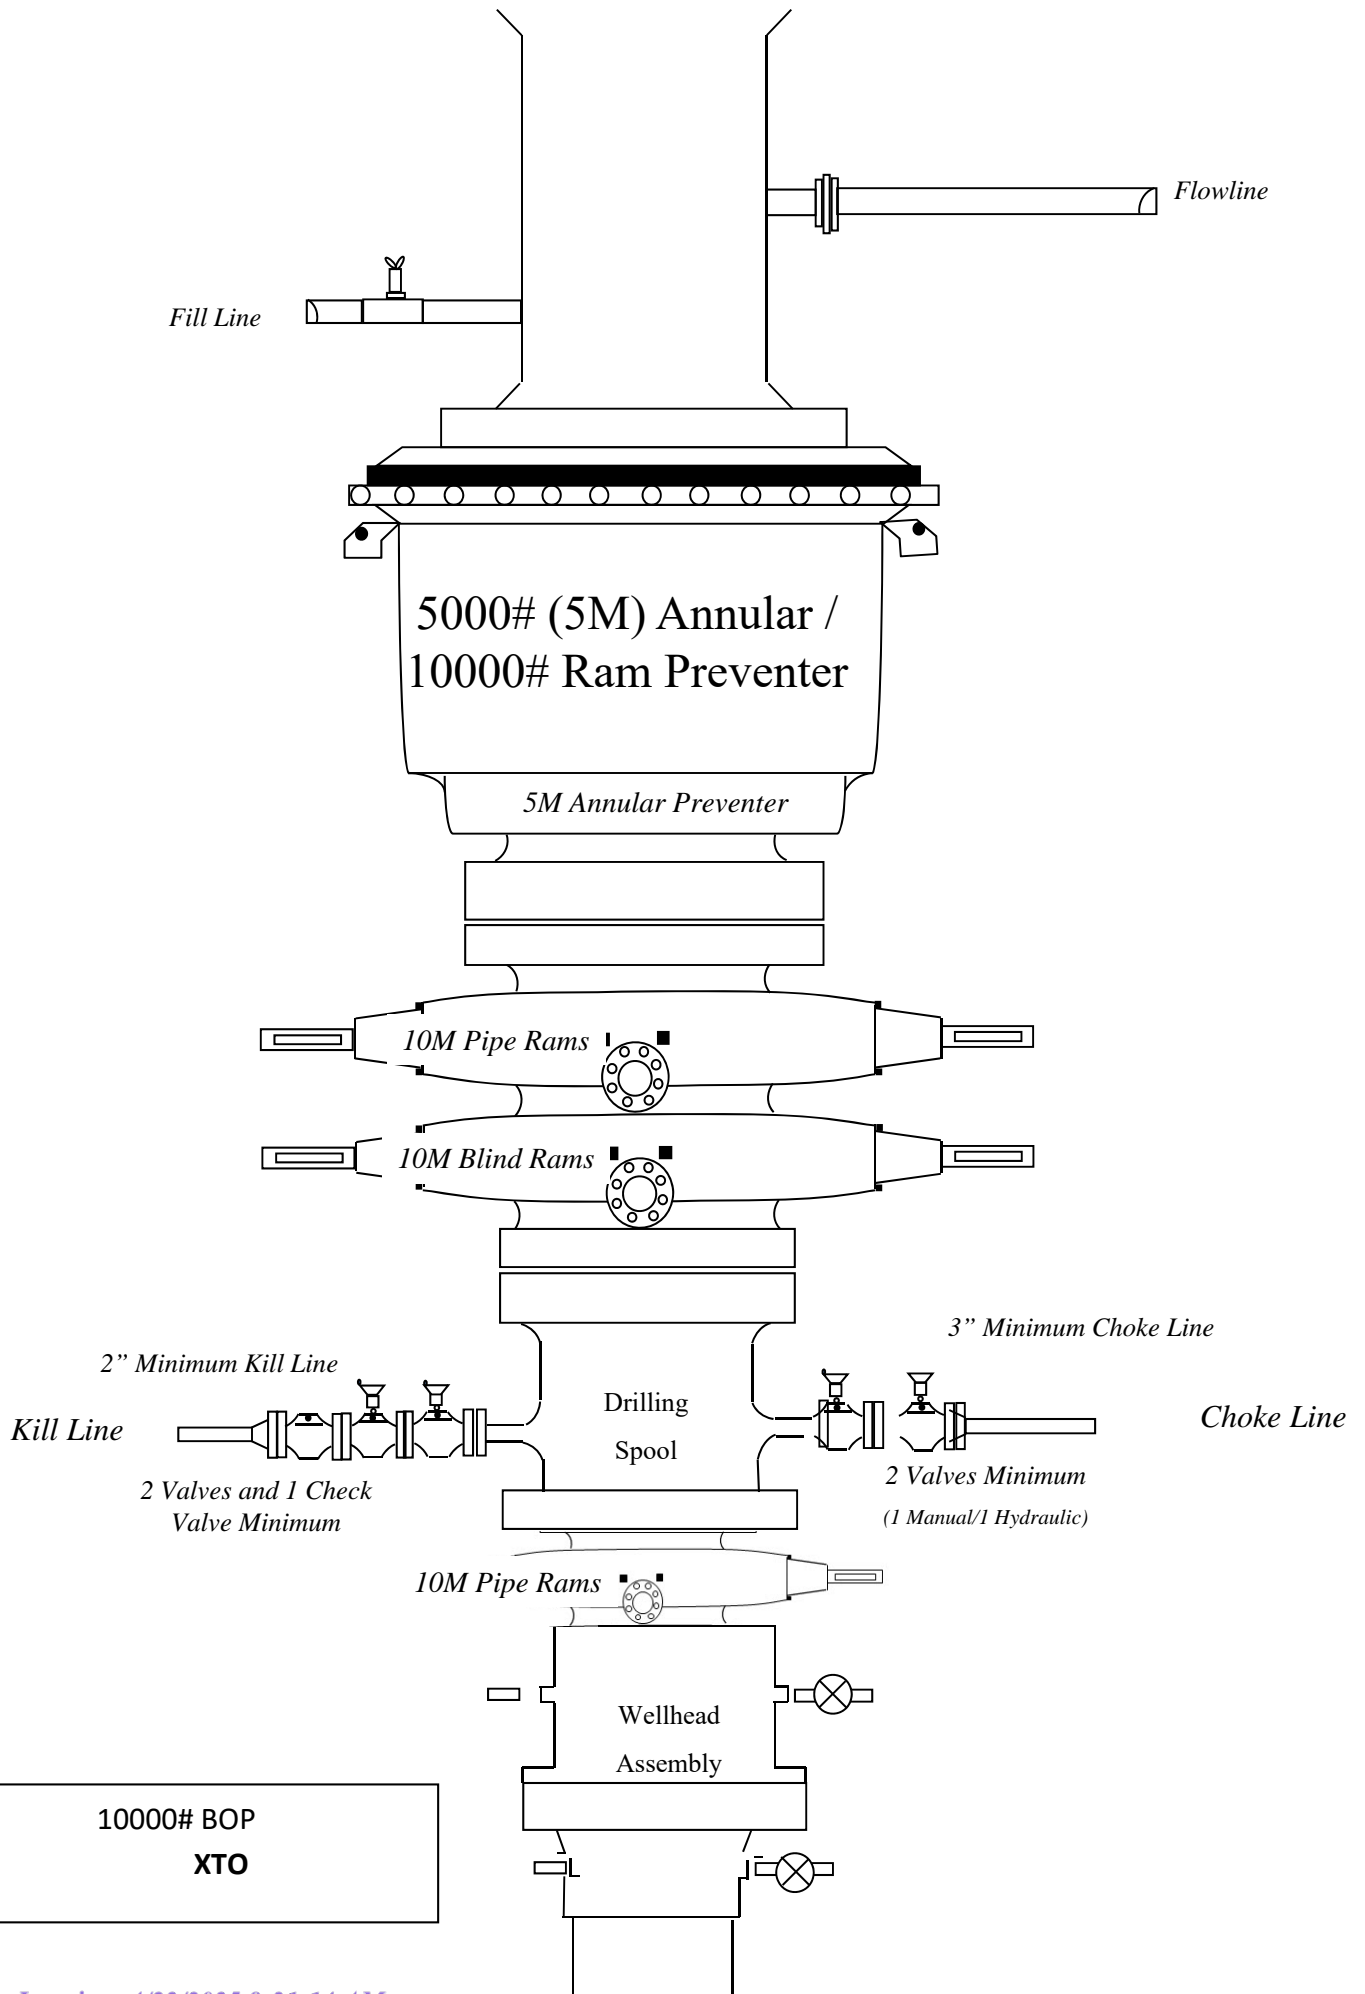 Flowline
Fill Line
5000# (5M) Annular /
10000# Ram Preventer
5M Annular Preventer
10M Pipe Rams
10M Blind Rams
3” Minimum Choke Line
2” Minimum Kill Line
Drilling
Spool
Kill Line
Choke Line
2 Valves and 1 Check
Valve Minimum
2 Valves Minimum
(1 Manual/1 Hydraulic)
10M Pipe Rams
Wellhead
Assembly
10000# BOP
XTO